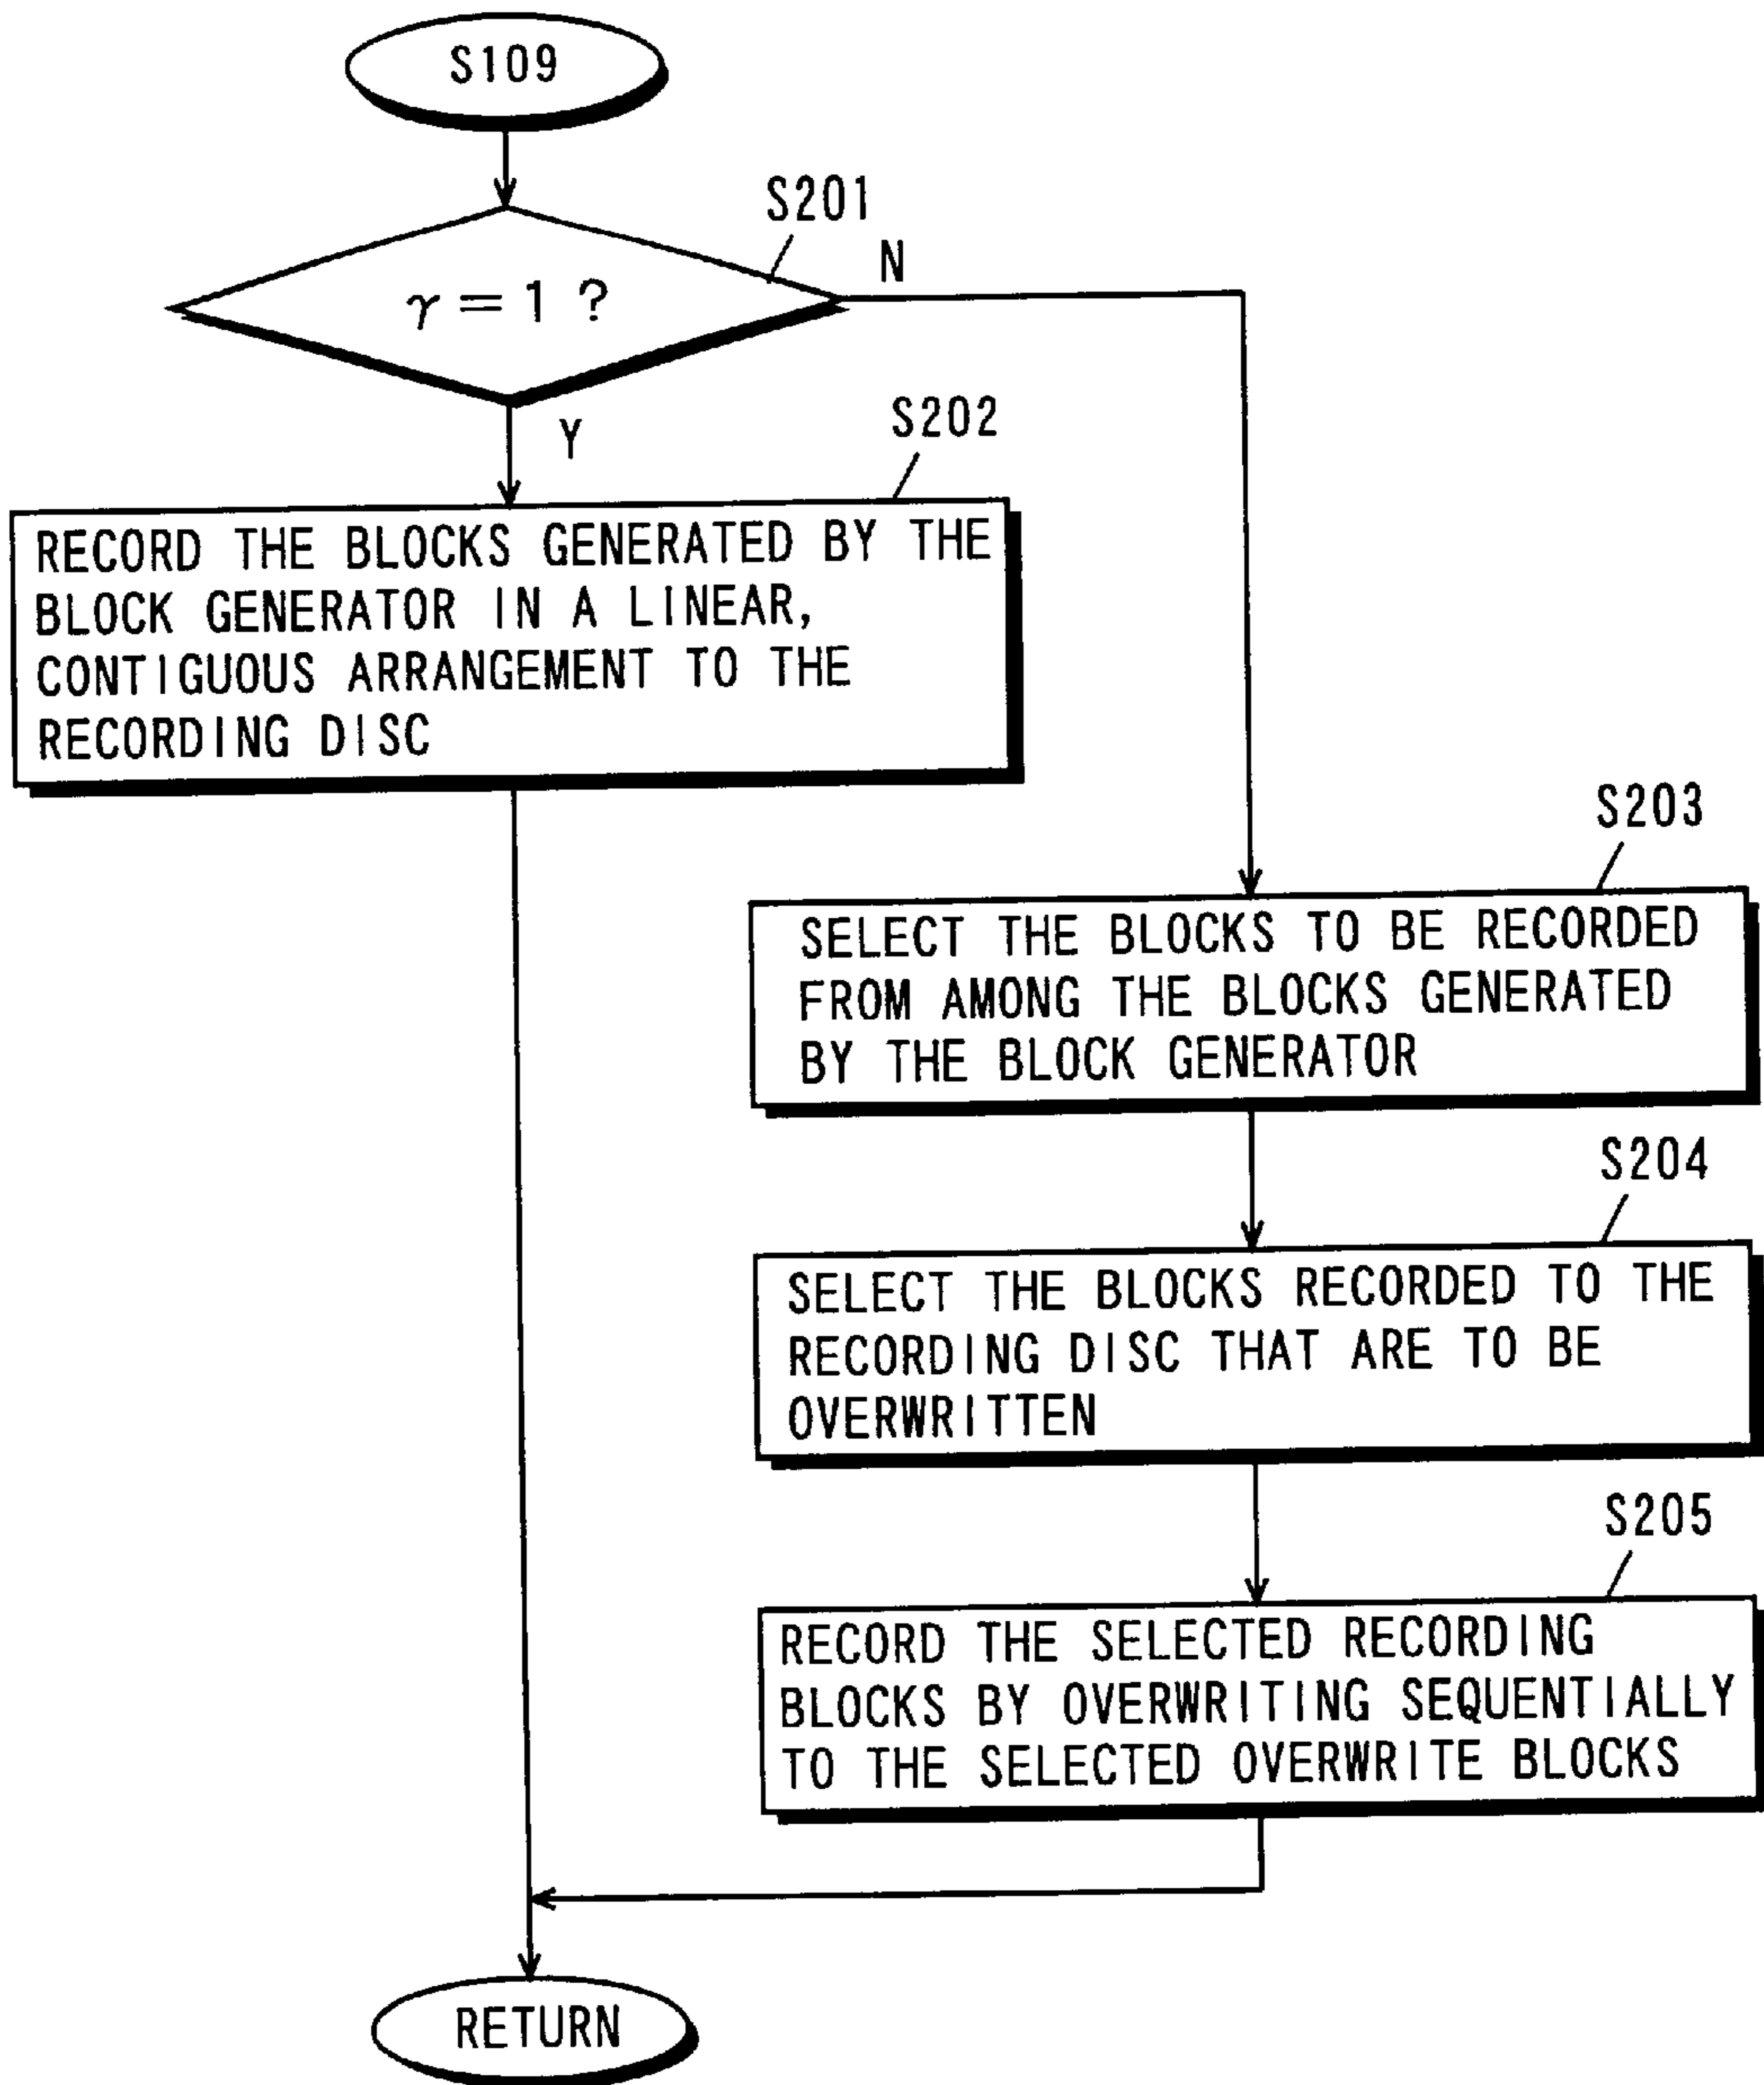 S109
S201
γ=1 ?
N
Y
S202
RECORD THE BLOCKS GENERATED BY THE
BLOCK GENERATOR IN A LINEAR,
CONTIGUOUS ARRANGEMENT TO THE
RECORDING DISC
S203
SELECT THE BLOCKS TO BE RECORDED
FROM AMONG THE BLOCKS GENERATED
BY THE BLOCK GENERATOR
S204
SELECT THE BLOCKS RECORDED TO THE
RECORDING DISC THAT ARE TO BE
OVERWRITTEN
S205
RECORD THE SELECTED RECORDING
BLOCKS BY OVERWRITING SEQUENTIALLY
TO THE SELECTED OVERWRITE BLOCKS
RETURN